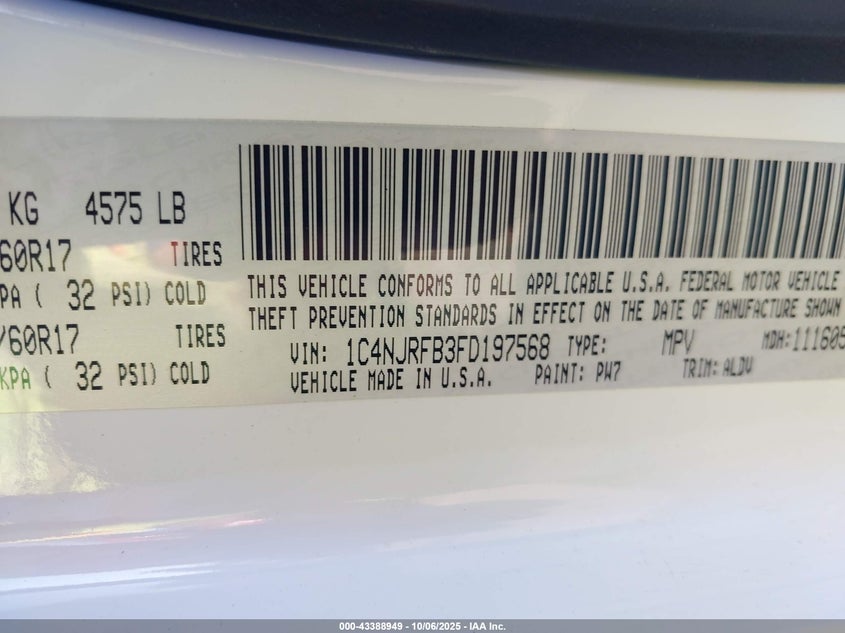 KG 4575 LB
60R17 TIRES
PA ( 32 PSI) COLD
/60R17 TIRES
KPA ( 32 PSI) COLD
THIS VEHICLE CONFORMS TO ALL APPLICABLE U.S.A. FEDERAL MOTOR VEHICLE
THEFT PREVENTION STANDARDS IN EFFECT ON THE DATE OF MANUFACTURE SHOWN
VIN: 1C4NJRFB3FD197568 TYPE: MPV MDH:111605
VEHICLE MADE IN U.S.A. PAINT: PW7 TRIM: ALDV
000-43388949 - 10/06/2025 - IAA Inc.